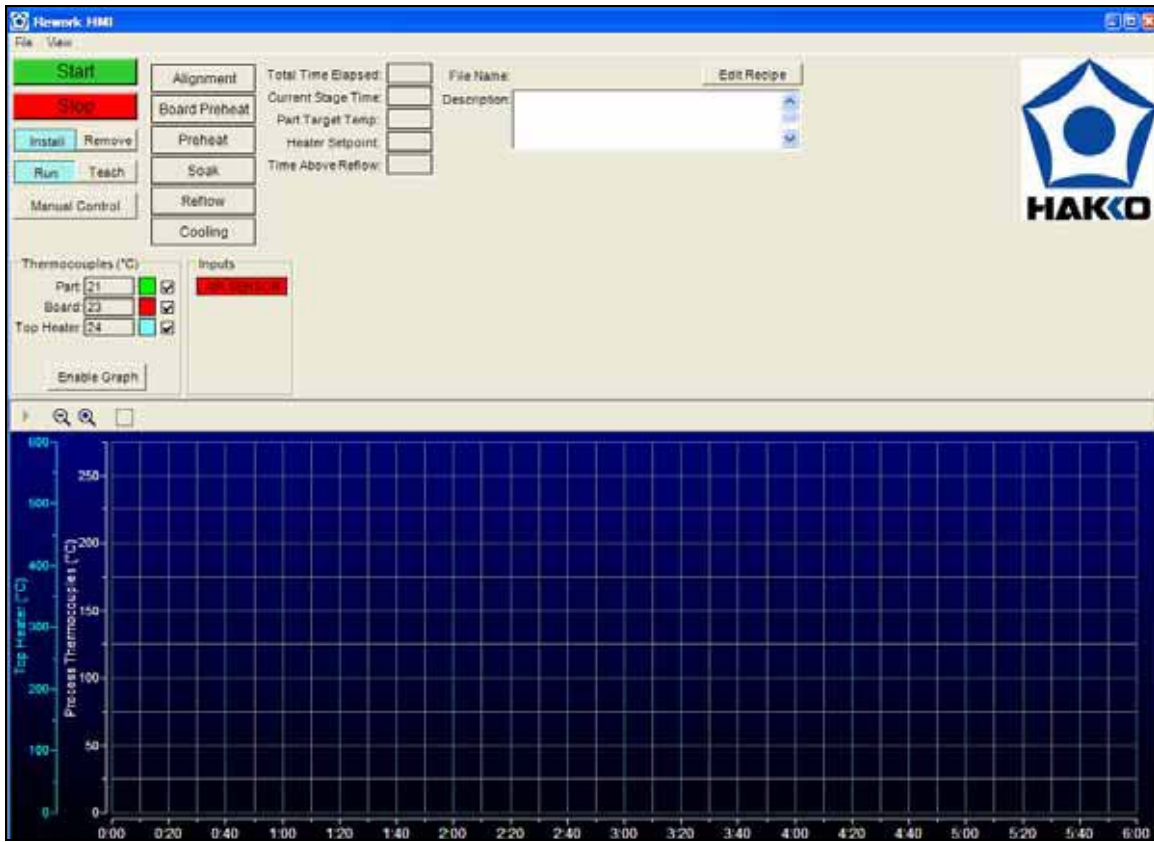 Rework HMI
File View
Start
Stop
Install Remove
Run Teach
Manual Control
Alignment
Board Preheat
Preheat
Soak
Reflow
Cooling
Total Time Elapsed:
Current Stage Time:
Part Target Temp:
Heater Setpoint:
Time Above Reflow:
File Name:
Edit Recipe
Description:
HAKKO
Thermocouples (°C)
Part: 21
Board: 23
Top Heater: 24
Enable Graph
Inputs
AIR SENSOR
Top Heater (°C)
600
500
400
300
200
100
0
Process Thermocouples (°C)
250
200
150
100
50
0
0:00 0:20 0:40 1:00 1:20 1:40 2:00 2:20 2:40 3:00 3:20 3:40 4:00 4:20 4:40 5:00 5:20 5:40 6:00